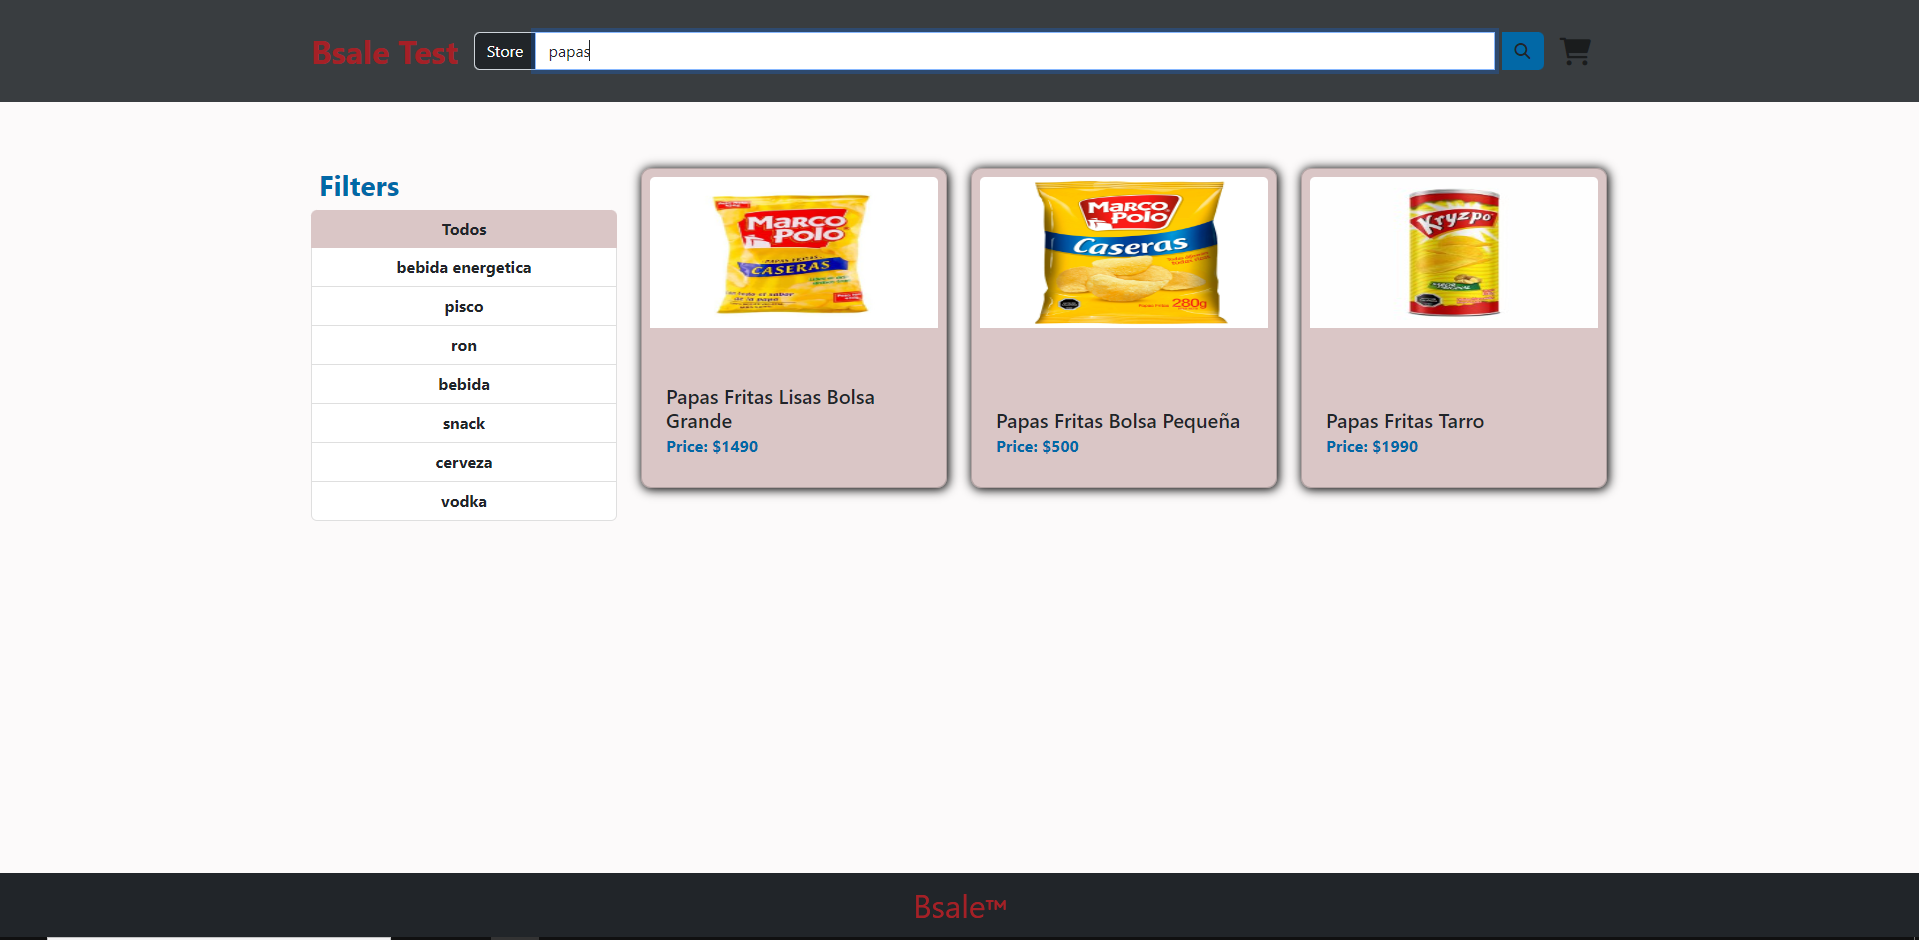 Bsale Test
Store
papas
Filters
Todos
bebida energetica
pisco
ron
bebida
snack
cerveza
vodka
MARCO
POLO
PAPAS FRITAS
CASERAS
Papas Fritas Lisas Bolsa
Grande
Price: $1490
MARCO
POLO
Caseras
280g
Papas Fritas Bolsa Pequeña
Price: $500
Kryzpo
Papas Fritas Tarro
Price: $1990
Bsale™